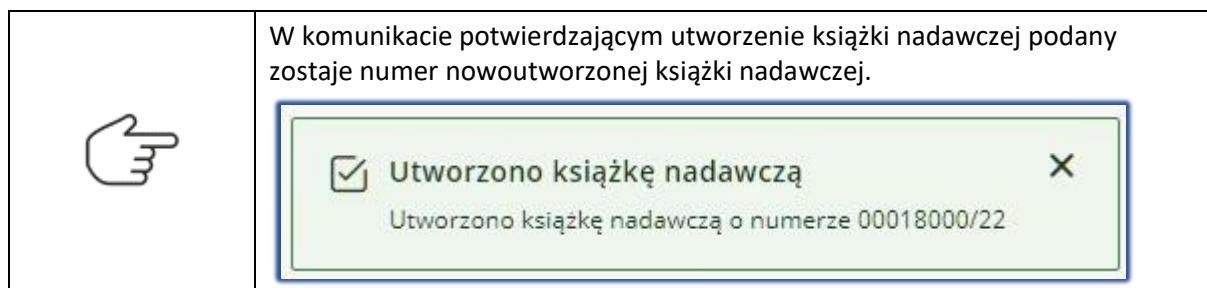 W komunikacie potwierdzającym utworzenie książki nadawczej podany
zostaje numer nowoutworzonej książki nadawczej.
Utworzono książkę nadawczą
Utworzono książkę nadawczą o numerze 00018000/22